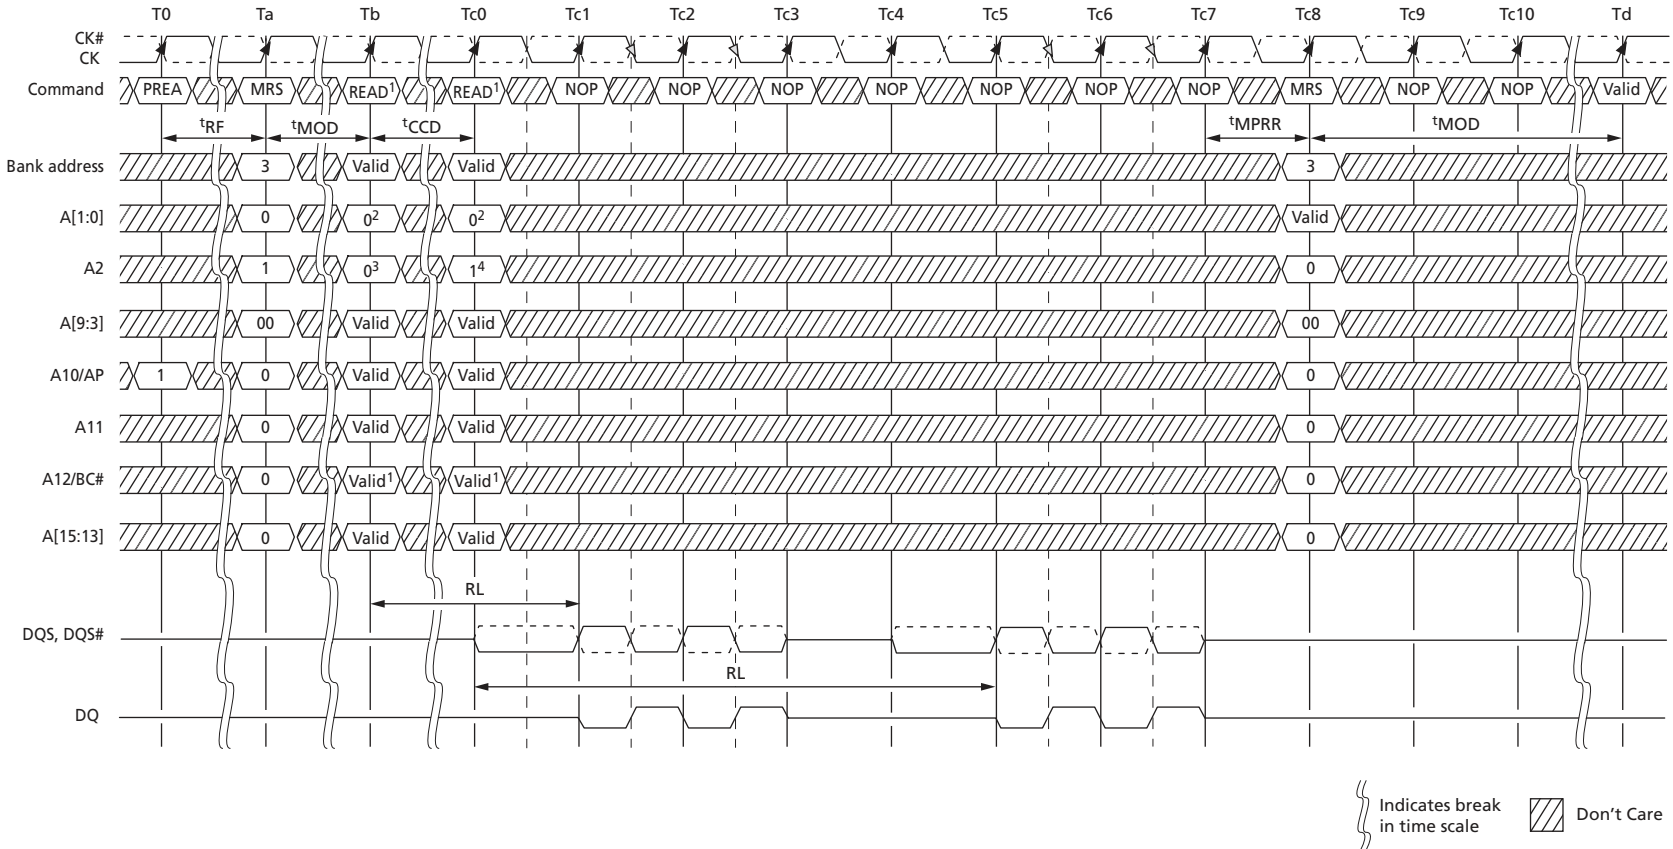 T0 Ta Tb Tc0 Tc1 Tc2 Tc3 Tc4 Tc5 Tc6 Tc7 Tc8 Tc9 Tc10 Td
CK#
CK
Command PREA MRS READ¹ READ¹ NOP NOP NOP NOP NOP NOP NOP MRS NOP NOP Valid
ᵗRF ᵗMOD ᵗCCD ᵗMPRR ᵗMOD
Bank address 3 Valid Valid 3
A[1:0] 0 0² 0² Valid
A2 1 0³ 1⁴ 0
A[9:3] 00 Valid Valid 00
A10/AP 1 0 Valid Valid 0
A11 0 Valid Valid 0
A12/BC# 0 Valid¹ Valid¹ 0
A[15:13] 0 Valid Valid 0
RL
DQS, DQS#
RL
DQ
Indicates break
in time scale
Don't Care